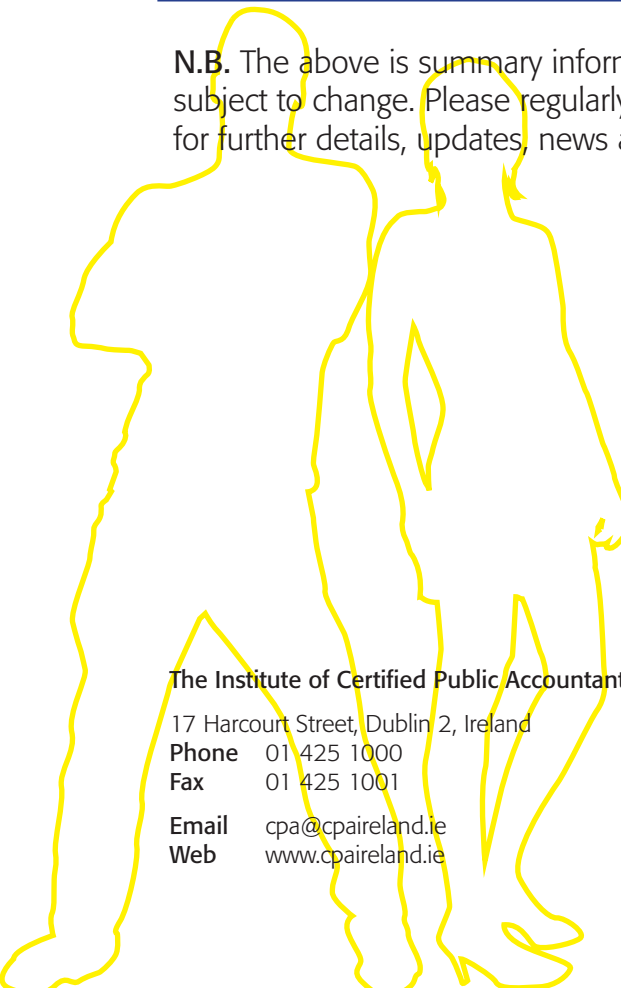 N.B. The above is summary
subject to change. Please regularly
for further details, updates, news
The Institute of Certified Public
17 Harcourt Street, Dublin 2, Ireland
Phone 01 425 1000
Fax 01 425 1001
Email cpa@cpaireland.ie
Web www.cpaireland.ie